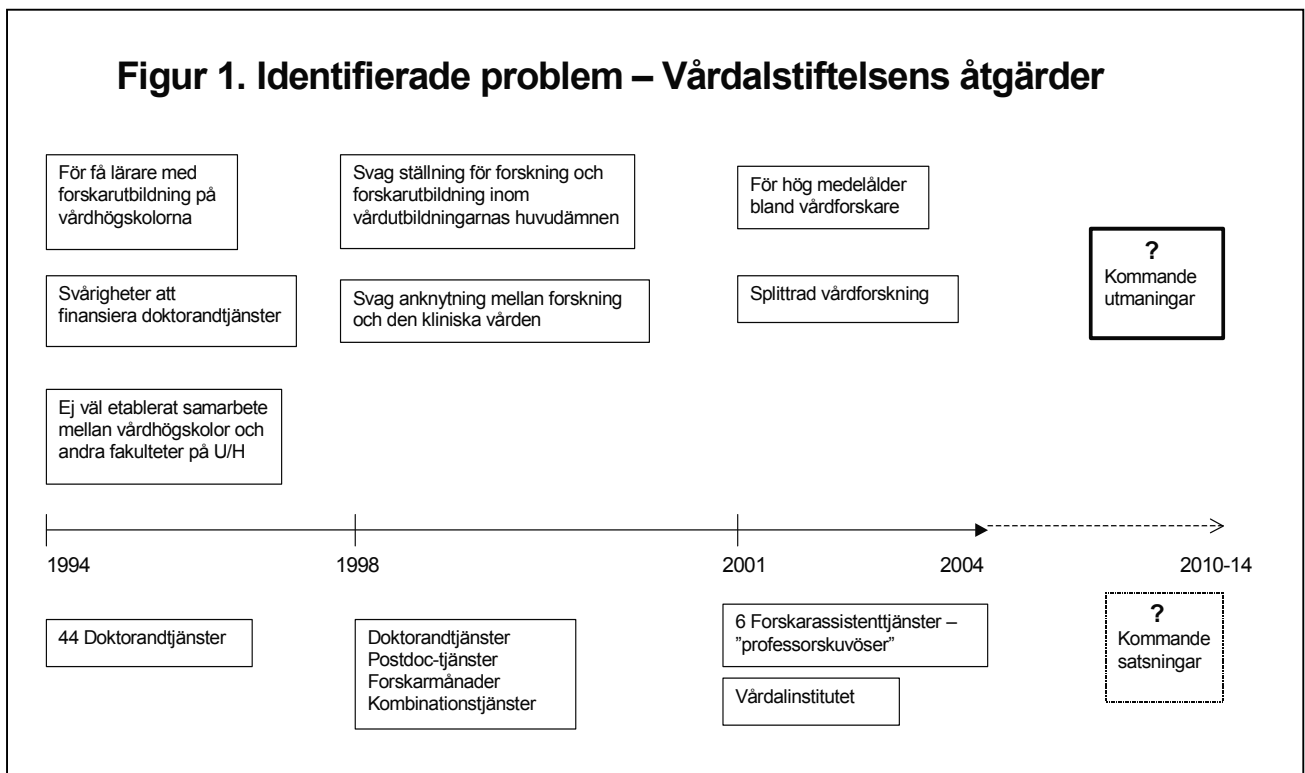 Figur 1. Identifierade problem – Vårdalstiftelsens åtgärder
För få lärare med
forskarutbildning på
vårdhögskolorna
Svårigheter att
finansiera doktorandtjänster
Ej väl etablerat samarbete
mellan vårdhögskolor och
andra fakulteter på U/H
Svag ställning för forskning och
forskarutbildning inom
vårdutbildningarnas huvudämnen
Svag anknytning mellan forskning
och den kliniska vården
För hög medelålder
bland vårdforskare
Splittrad vårdforskning
?
Kommande
utmaningar
1994
1998
2001
2004
2010-14
44 Doktorandtjänster
Doktorandtjänster
Postdoc-tjänster
Forskarmånader
Kombinationstjänster
6 Forskarassistenttjänster –
”professorskuvöser”
Vårdalinstitutet
?
Kommande
satsningar